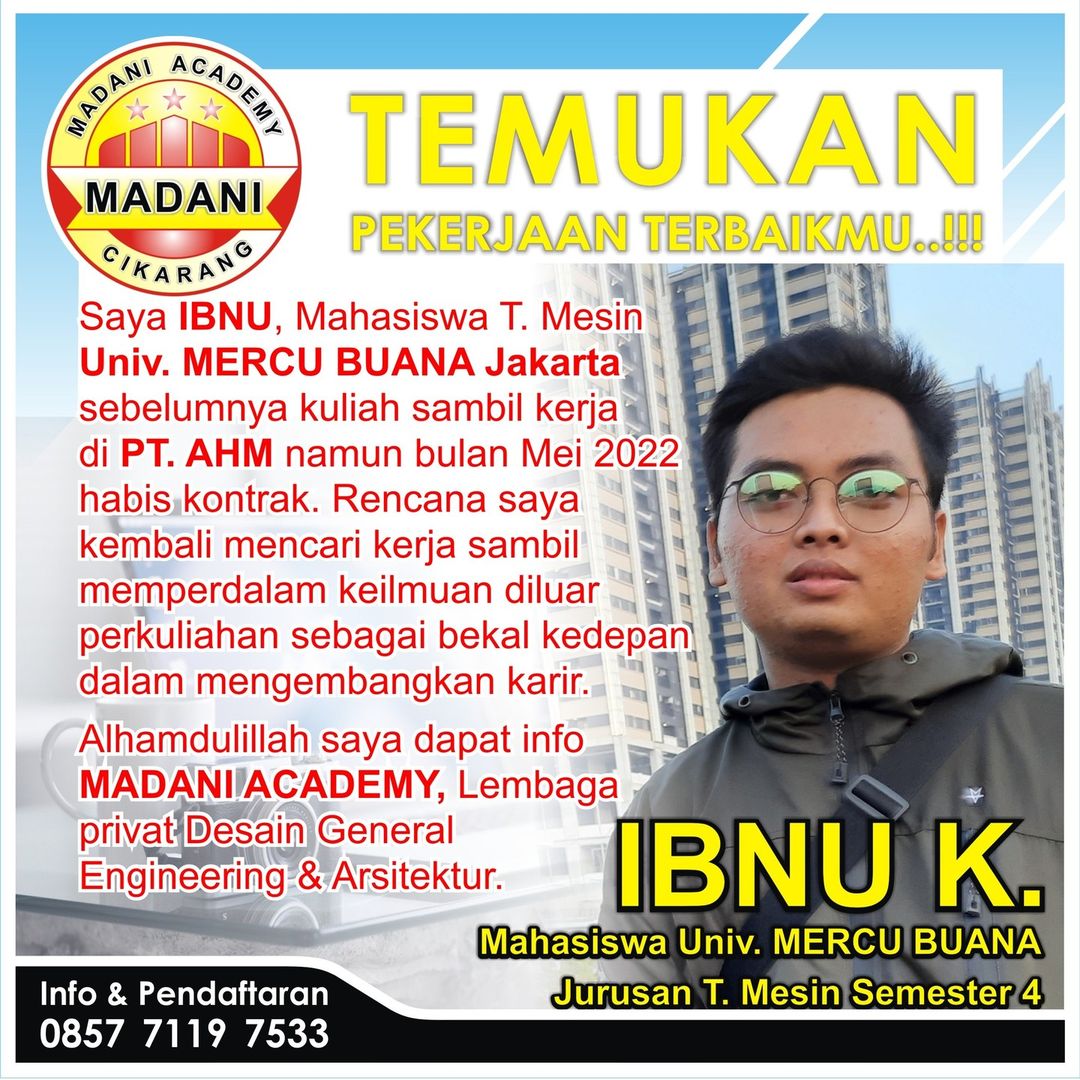 MADANI ACADEMY
MADANI
CIKARANG
TEMUKAN
PEKERJAAN TERBAIKMU..!!!
Saya IBNU, Mahasiswa T. Mesin
Univ. MERCU BUANA Jakarta
sebelumnya kuliah sambil kerja
di PT. AHM namun bulan Mei 2022
habis kontrak. Rencana saya
kembali mencari kerja sambil
memperdalam keilmuan diluar
perkuliahan sebagai bekal kedepan
dalam mengembangkan karir.
Alhamdulillah saya dapat info
MADANI ACADEMY, Lembaga
privat Desain General
Engineering & Arsitektur.
IBNU K.
Mahasiswa Univ. MERCU BUANA
Jurusan T. Mesin Semester 4
Info & Pendaftaran
0857 7119 7533